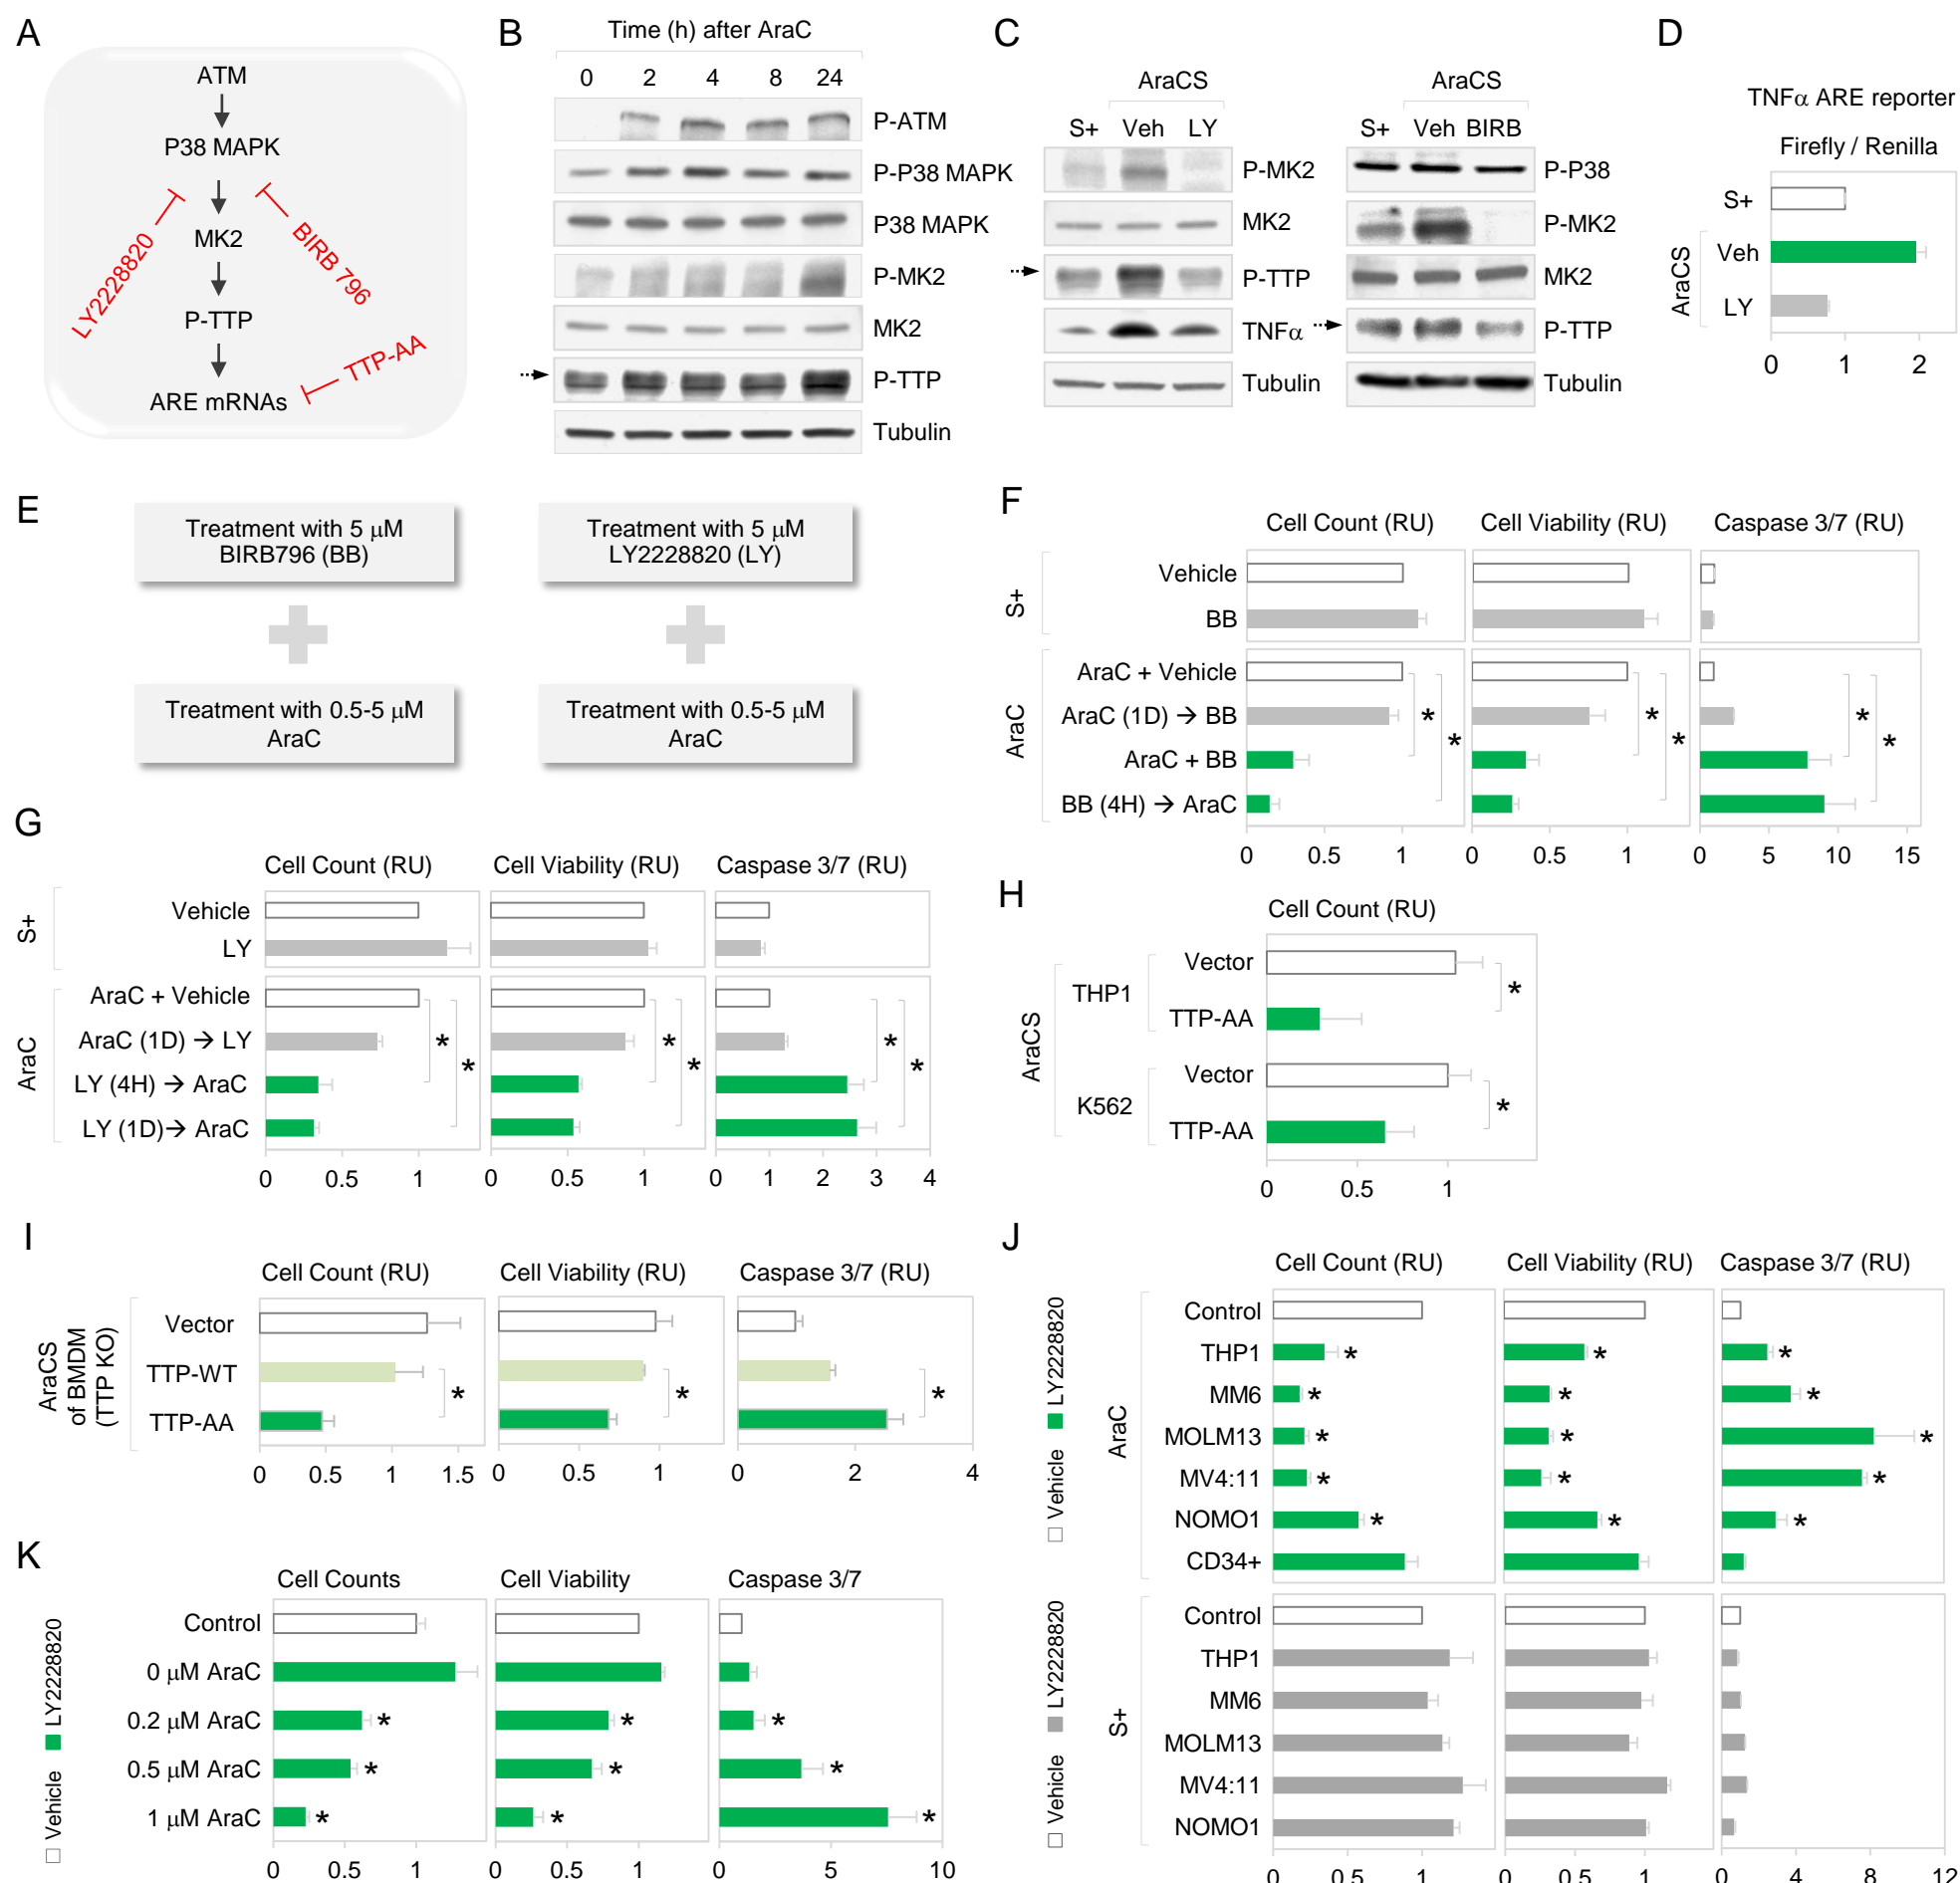 A
ATM
P38 MAPK
MK2
P-TTP
ARE mRNAs
LY2228820
BIRB 796
TTP-AA
B
Time (h) after AraC
0 2 4 8 24
P-ATM
P-P38 MAPK
P38 MAPK
P-MK2
MK2
P-TTP
Tubulin
C
AraCS
S+ Veh LY
P-MK2
MK2
P-TTP
TNFα
Tubulin
AraCS
S+ Veh BIRB
P-P38
P-MK2
MK2
P-TTP
Tubulin
D
TNFα ARE reporter
Firefly / Renilla
S+
AraCS
Veh
LY
0 1 2
E
Treatment with 5 μM
BIRB796 (BB)
Treatment with 0.5-5 μM
AraC
Treatment with 5 μM
LY2228820 (LY)
Treatment with 0.5-5 μM
AraC
F
Cell Count (RU) Cell Viability (RU) Caspase 3/7 (RU)
S+
Vehicle
BB
AraC
AraC + Vehicle
AraC (1D) → BB * * *
AraC + BB * * *
BB (4H) → AraC
0 0.5 1 0 0.5 1 0 5 10 15
G
Cell Count (RU) Cell Viability (RU) Caspase 3/7 (RU)
S+
Vehicle
LY
AraC
AraC + Vehicle
AraC (1D) → LY * * *
LY (4H) → AraC * * *
LY (1D)→ AraC
0 0.5 1 0 0.5 1 0 1 2 3 4
H
Cell Count (RU)
AraCS
THP1
Vector
TTP-AA
*
K562
Vector
TTP-AA
*
0 0.5 1
I
Cell Count (RU) Cell Viability (RU) Caspase 3/7 (RU)
AraCS
of BMDM
(TTP KO)
Vector
TTP-WT
TTP-AA
* * *
0 0.5 1 1.5 0 0.5 1 0 2 4
J
Cell Count (RU) Cell Viability (RU) Caspase 3/7 (RU)
Vehicle LY2228820
AraC
Control
THP1 * * *
MM6 * * *
MOLM13 * * *
MV4:11 * * *
NOMO1 * * *
CD34+
Vehicle LY2228820
S+
Control
THP1
MM6
MOLM13
MV4:11
NOMO1
0 0.5 1 0 0.5 1 0 4 8 12
K
Cell Counts Cell Viability Caspase 3/7
Vehicle LY2228820
Control
0 μM AraC
0.2 μM AraC * * *
0.5 μM AraC * * *
1 μM AraC * * *
0 0.5 1 0 0.5 1 0 5 10